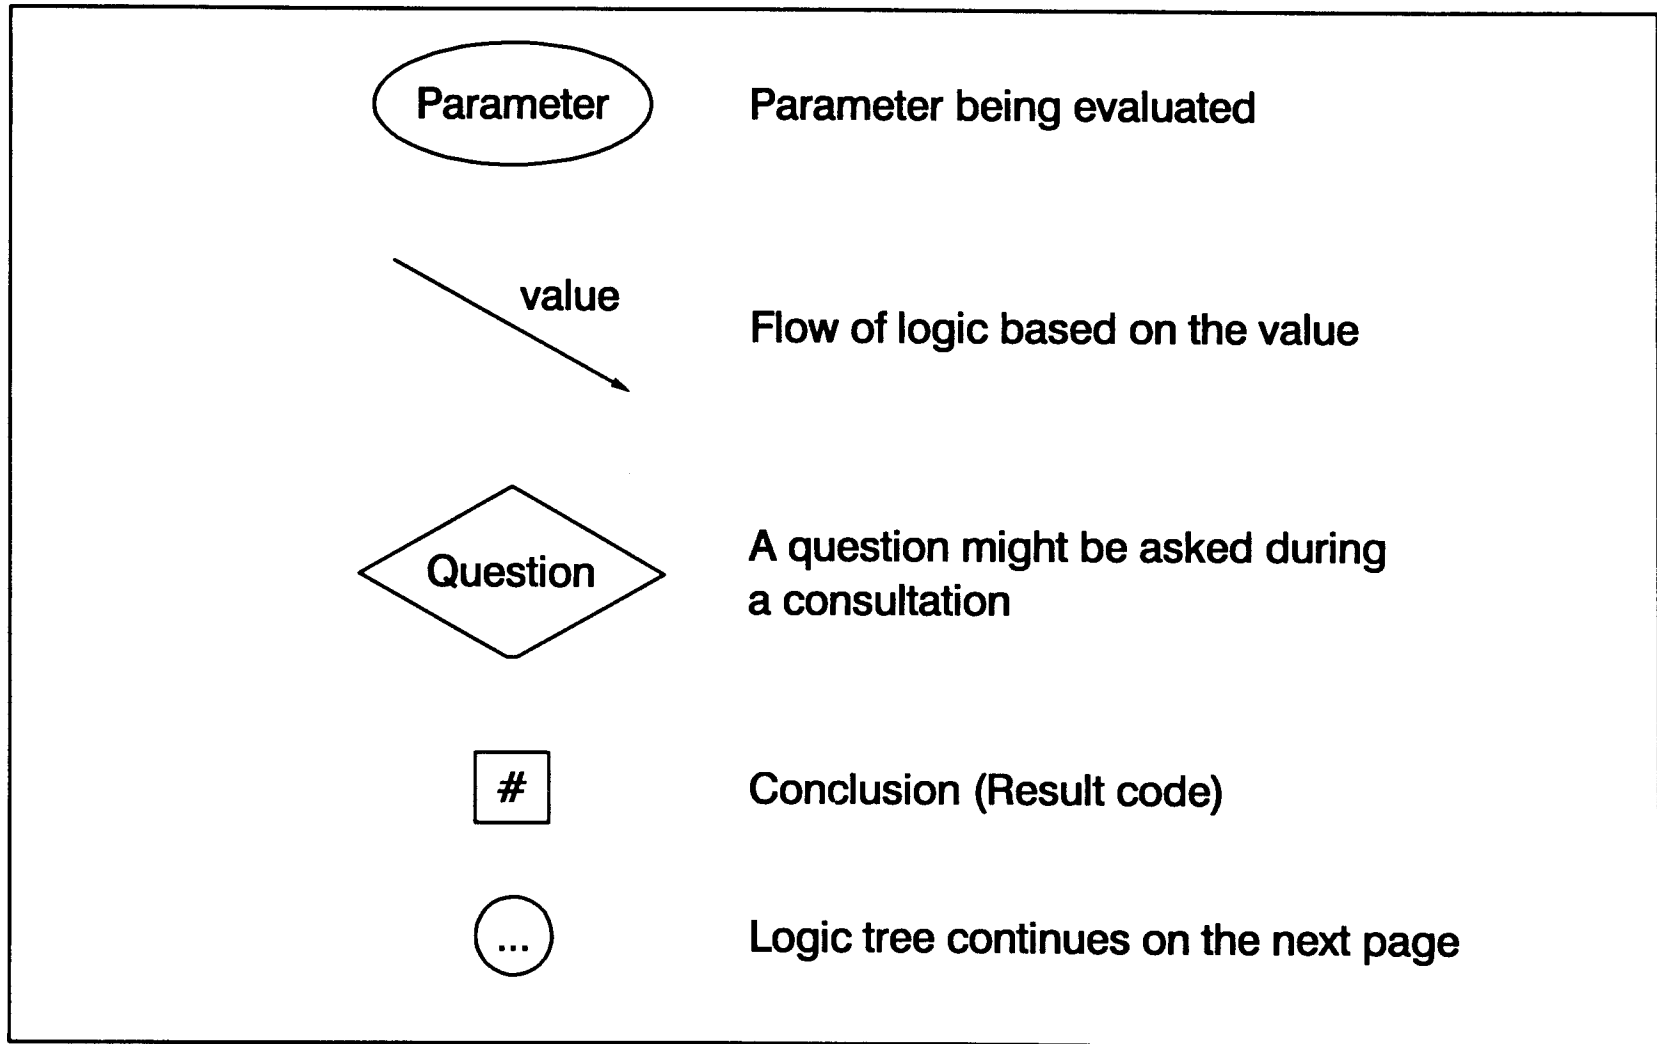 Parameter
Parameter being evaluated
value
Flow of logic based on the value
Question
A question might be asked during
a consultation
#
Conclusion (Result code)
...
Logic tree continues on the next page